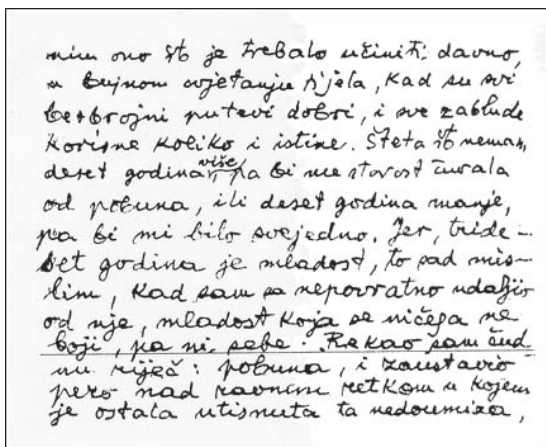 nim ono št je trebalo učiniti davno,
u bujnom cvjetanju tijela, kad su svi
bezbrojni putevi dobri, i sve zablude
korisne koliko i istine. Šteta št nemam
deset godina više, pa bi me starost čuvala
od pobuna, ili deset godina manje,
pa bi mi bilo svejedno. Jer, tride-
set godina je mladost, to sad mis-
lim, kad sam se nepovratno udaljio
od nje, mladost koja se ničega ne
boji, pa ni sebe. Rekao sam čud
nu riječ: pobuna, i zaustavio
pero nad ravnim retkom u kojem
je ostala utisnuta ta nedoumica,